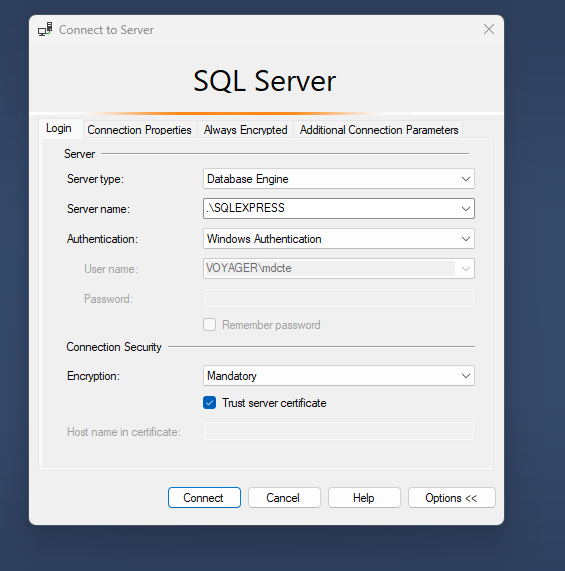 Connect to Server
SQL Server
Login Connection Properties Always Encrypted Additional Connection Parameters
Server
Server type: Database Engine
Server name: .\SQLEXPRESS
Authentication: Windows Authentication
User name: VOYAGER\mdcte
Password:
Remember password
Connection Security
Encryption: Mandatory
Trust server certificate
Host name in certificate:
Connect Cancel Help Options <<